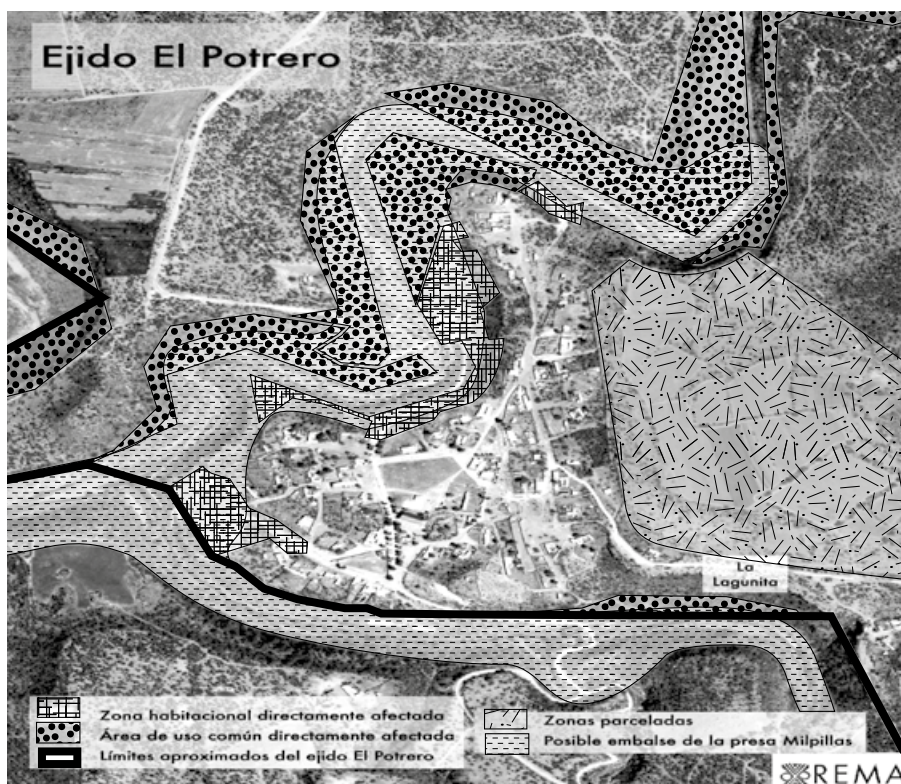 Ejido El Potrero
La
Lagunita
Zona habitacional directamente afectada
Área de uso común directamente afectada
Límites aproximados del ejido El Potrero
Zonas parceladas
Posible embalse de la presa Milpillas
REMA